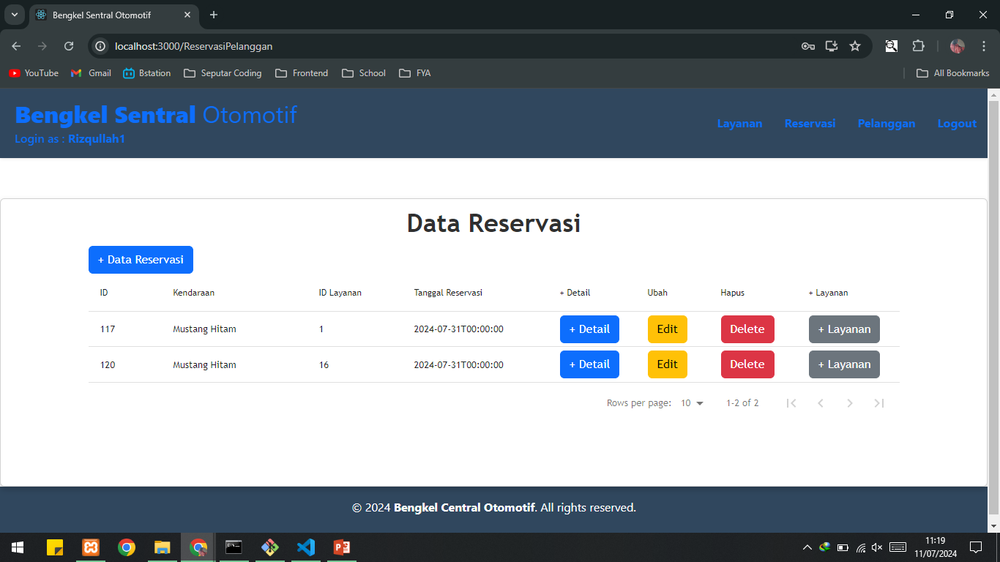 Bengkel Sentral Otomotif
localhost:3000/ReservasiPelanggan
YouTube Gmail Bstation Seputar Coding Frontend School FYA All Bookmarks
Bengkel Sentral Otomotif
Login as : Rizqullah1
Layanan Reservasi Pelanggan Logout
Data Reservasi
+ Data Reservasi
ID Kendaraan ID Layanan Tanggal Reservasi + Detail Ubah Hapus + Layanan
117 Mustang Hitam 1 2024-07-31T00:00:00 + Detail Edit Delete + Layanan
120 Mustang Hitam 16 2024-07-31T00:00:00 + Detail Edit Delete + Layanan
Rows per page: 10 1-2 of 2
© 2024 Bengkel Central Otomotif. All rights reserved.
11:19
11/07/2024